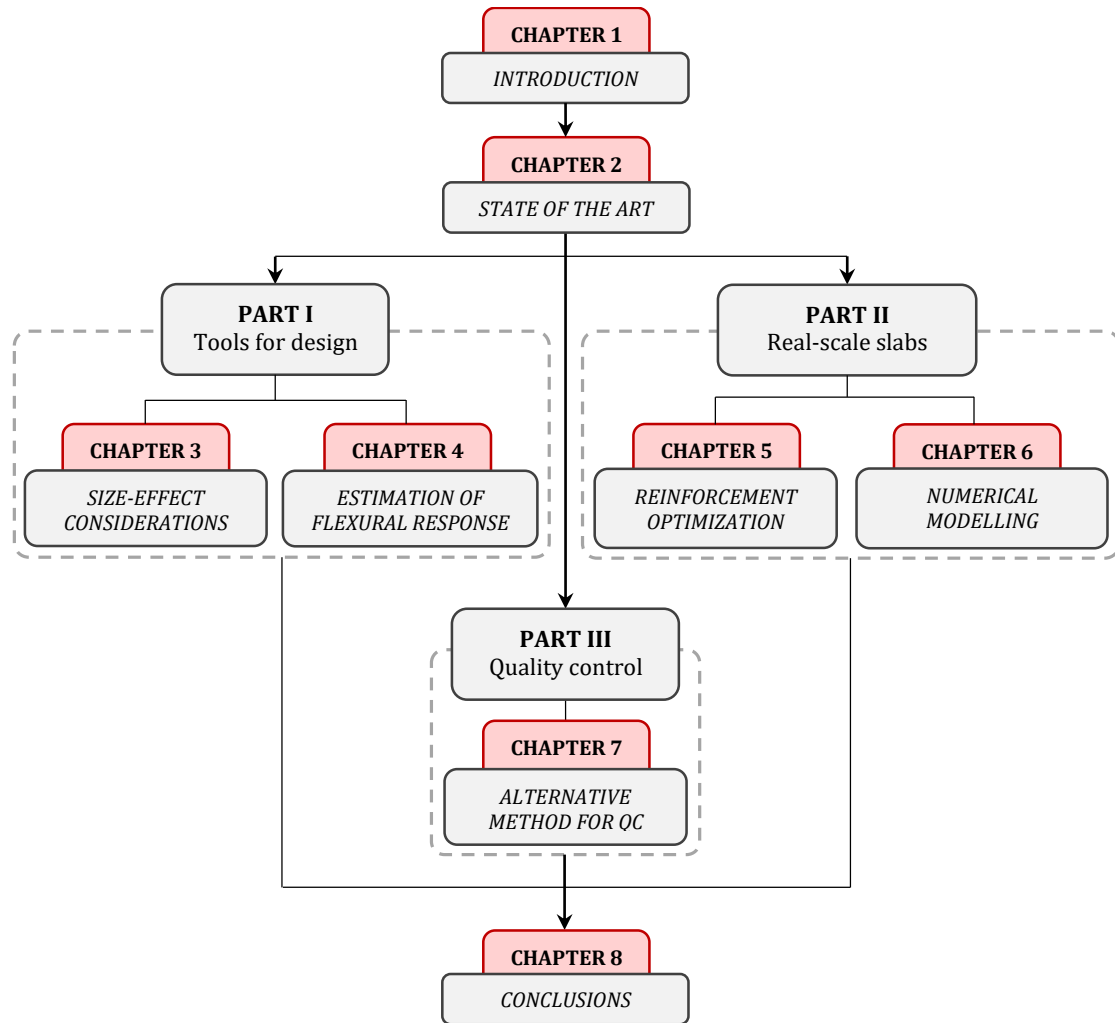 CHAPTER 1
INTRODUCTION
CHAPTER 2
STATE OF THE ART
PART I
Tools for design
PART II
Real-scale slabs
CHAPTER 3
SIZE-EFFECT
CONSIDERATIONS
CHAPTER 4
ESTIMATION OF
FLEXURAL RESPONSE
CHAPTER 5
REINFORCEMENT
OPTIMIZATION
CHAPTER 6
NUMERICAL
MODELLING
PART III
Quality control
CHAPTER 7
ALTERNATIVE
METHOD FOR QC
CHAPTER 8
CONCLUSIONS